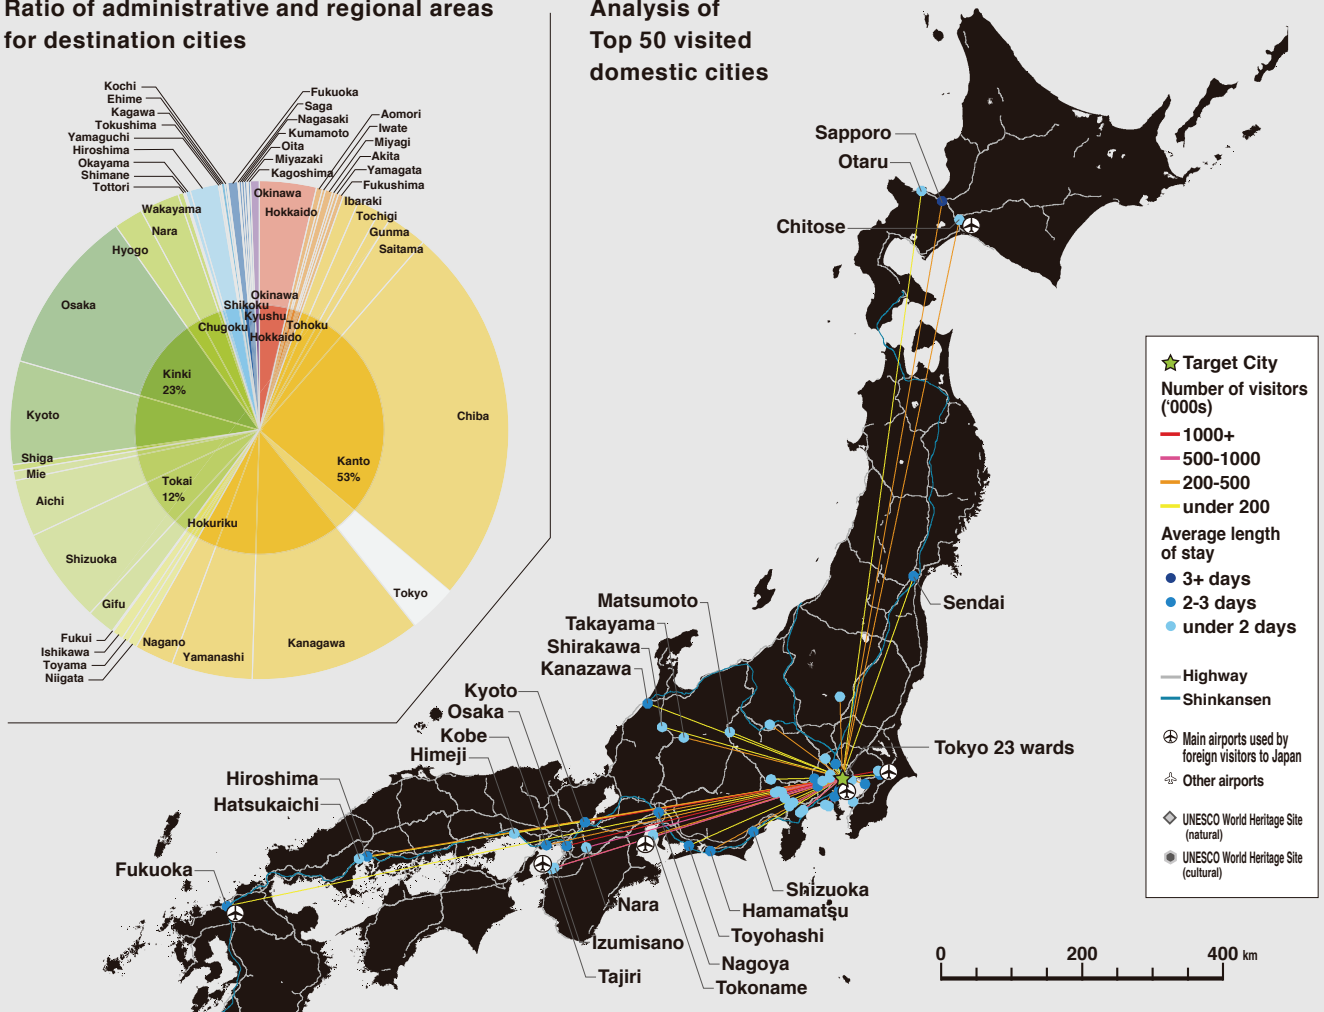 Ratio of administrative and regional areas
for destination cities
Kochi
Ehime
Kagawa
Tokushima
Yamaguchi
Hiroshima
Okayama
Shimane
Tottori
Fukuoka
Saga
Nagasaki
Kumamoto
Oita
Miyazaki
Kagoshima
Aomori
Iwate
Miyagi
Akita
Yamagata
Fukushima
Okinawa
Hokkaido
Ibaraki
Tochigi
Gunma
Saitama
Wakayama
Nara
Hyogo
Osaka
Kyoto
Shiga
Mie
Aichi
Shizuoka
Gifu
Fukui
Ishikawa
Toyama
Niigata
Nagano
Yamanashi
Kanagawa
Tokyo
Chiba
Okinawa
Shikoku
Kyushu
Chugoku
Tohoku
Hokkaido
Kinki
23%
Kanto
53%
Tokai
12%
Hokuriku
Analysis of
Top 50 visited
domestic cities
Sapporo
Otaru
Chitose
Sendai
Matsumoto
Takayama
Shirakawa
Kanazawa
Kyoto
Osaka
Kobe
Himeji
Hiroshima
Hatsukaichi
Fukuoka
Tokyo 23 wards
Shizuoka
Hamamatsu
Toyohashi
Nagoya
Tokoname
Nara
Izumisano
Tajiri
Target City
Number of visitors
('000s)
1000+
500-1000
200-500
under 200
Average length
of stay
3+ days
2-3 days
under 2 days
Highway
Shinkansen
Main airports used by
foreign visitors to Japan
Other airports
UNESCO World Heritage Site
(natural)
UNESCO World Heritage Site
(cultural)
0 200 400 km